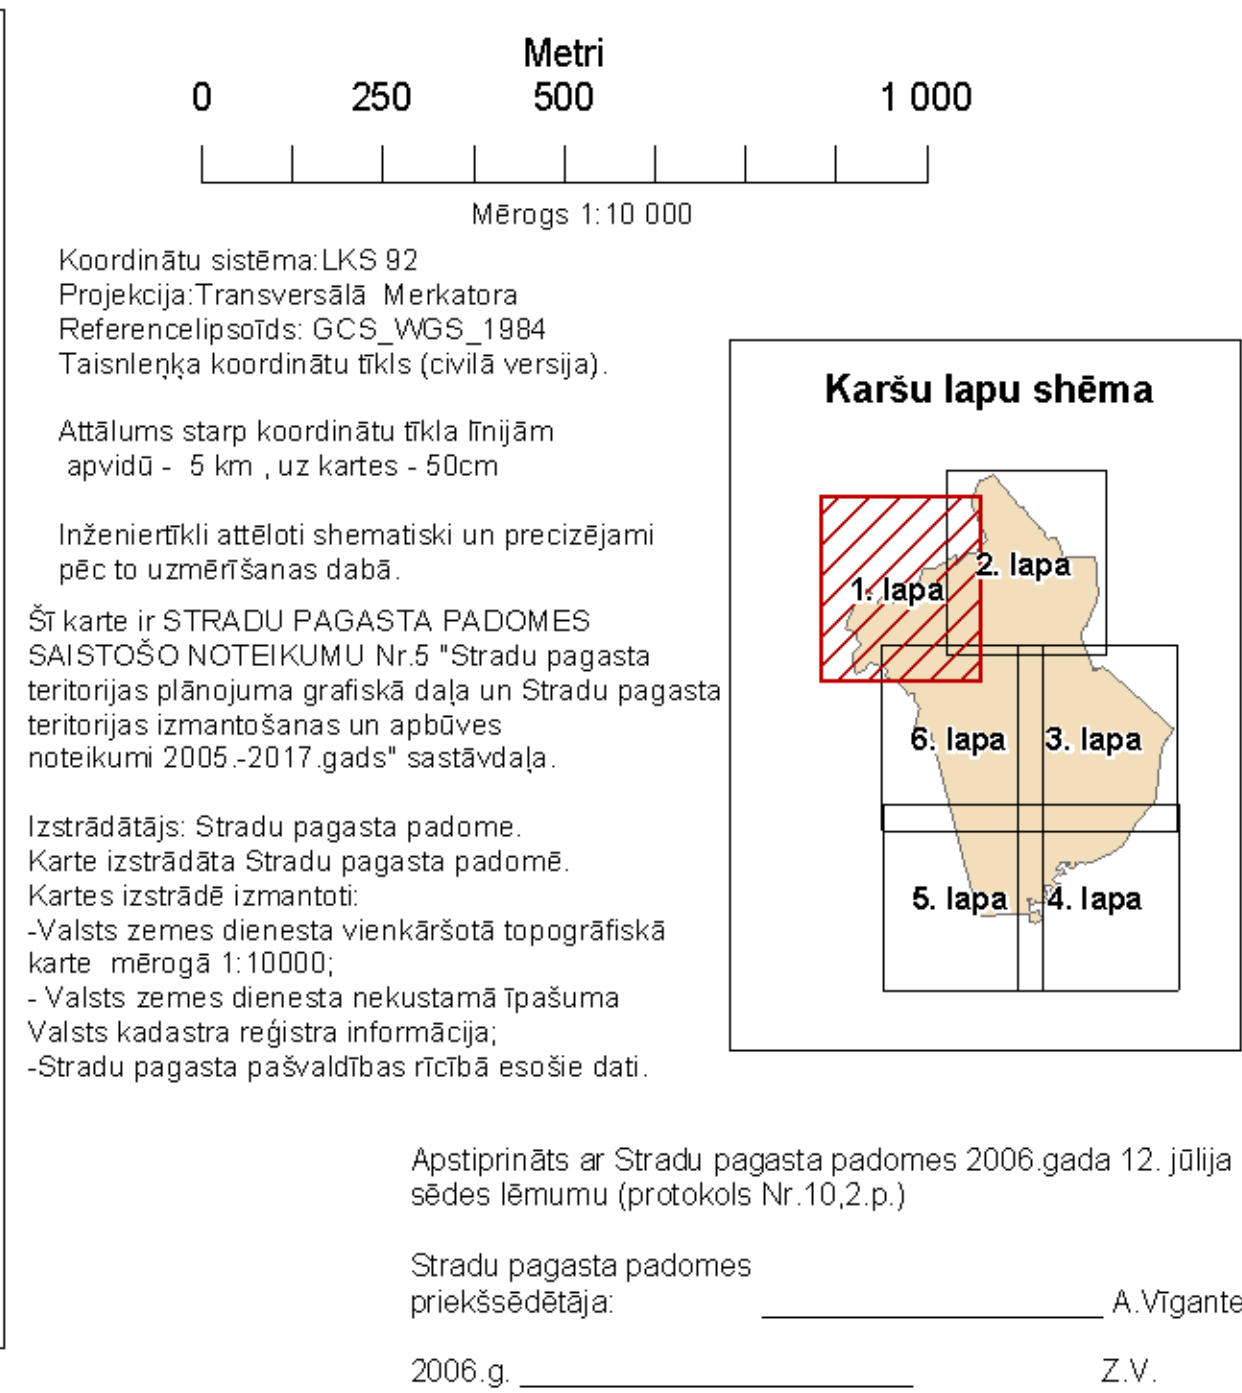 Metri
0 250 500 1 000
Mērogs 1:10 000
Koordinātu sistēma:LKS 92
Projekcija:Transversālā Merkatora
Referencelipsoīds: GCS_WGS_1984
Taisnleņķa koordinātu tīkls (civilā versija).
Attālums starp koordinātu tīkla līnijām
apvidū - 5 km , uz kartes - 50cm
Inženiertīkli attēloti shematiski un precizējami
pēc to uzmērīšanas dabā.
Šī karte ir STRADU PAGASTA PADOMES
SAISTOŠO NOTEIKUMU Nr.5 "Stradu pagasta
teritorijas plānojuma grafiskā daļa un Stradu pagasta
teritorijas izmantošanas un apbūves
noteikumi 2005.-2017.gads" sastāvdaļa.
Izstrādātājs: Stradu pagasta padome.
Karte izstrādāta Stradu pagasta padomē.
Kartes izstrādē izmantoti:
-Valsts zemes dienesta vienkāršotā topogrāfiskā
karte mērogā 1:10000;
- Valsts zemes dienesta nekustamā īpašuma
Valsts kadastra reģistra informācija;
-Stradu pagasta pašvaldības rīcībā esošie dati.
Karšu lapu shēma
2. lapa
1. lapa
6. lapa 3. lapa
5. lapa 4. lapa
Apstiprināts ar Stradu pagasta padomes 2006.gada 12. jūlija
sēdes lēmumu (protokols Nr.10,2.p.)
Stradu pagasta padomes
priekšsēdētāja: A.Vīgante
2006.g. Z.V.